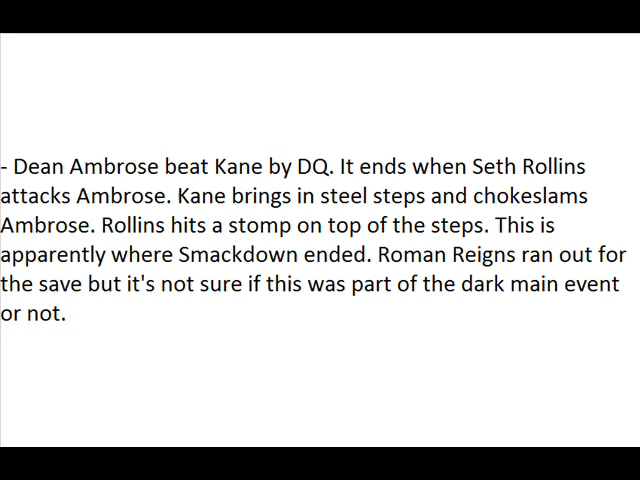 - Dean Ambrose beat Kane by DQ. It ends when Seth Rollins
attacks Ambrose. Kane brings in steel steps and chokeslams
Ambrose. Rollins hits a stomp on top of the steps. This is
apparently where Smackdown ended. Roman Reigns ran out for
the save but it's not sure if this was part of the dark main event
or not.